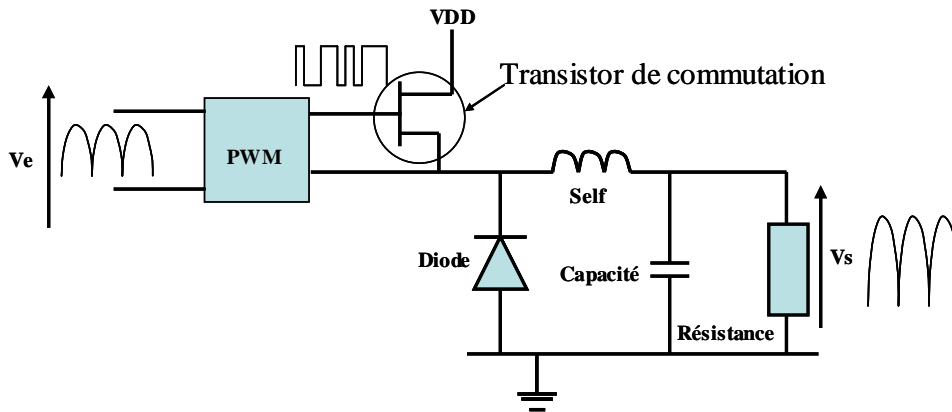 VDD
Transistor de commutation
Ve
PWM
Self
Diode
Capacité
Vs
Résistance